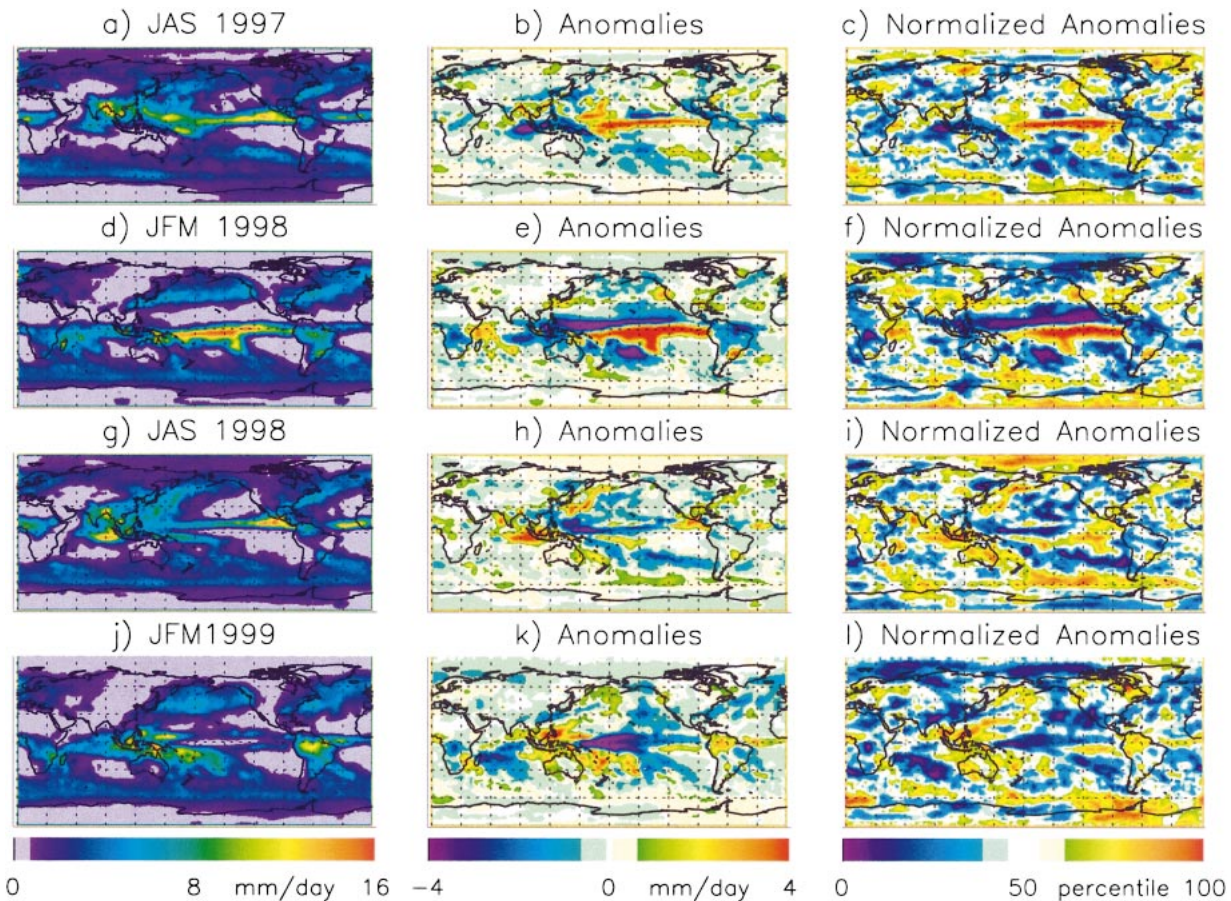 a) JAS 1997
b) Anomalies
c) Normalized Anomalies
d) JFM 1998
e) Anomalies
f) Normalized Anomalies
g) JAS 1998
h) Anomalies
i) Normalized Anomalies
j) JFM1999
k) Anomalies
l) Normalized Anomalies
0 8 mm/day 16
-4 0 mm/day 4
0 50 percentile 100